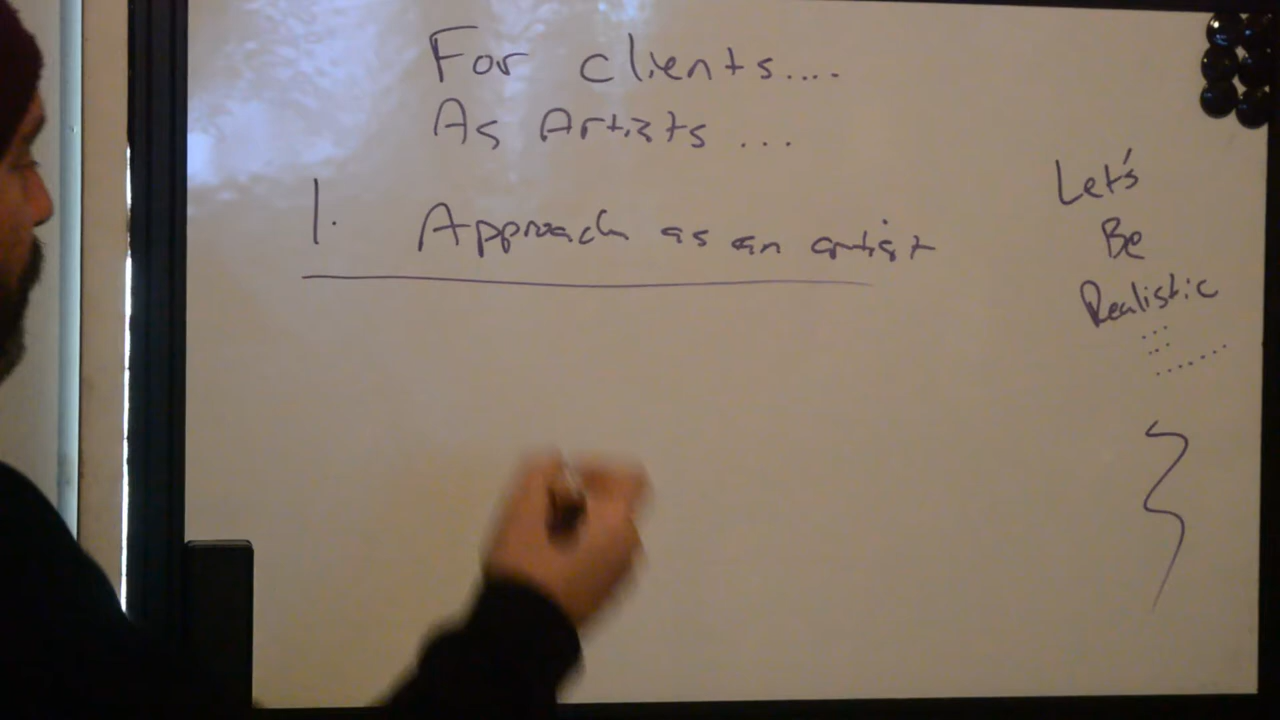 For clients....
As Artists ...
1. Approach as an artist
Let's
Be
Realistic